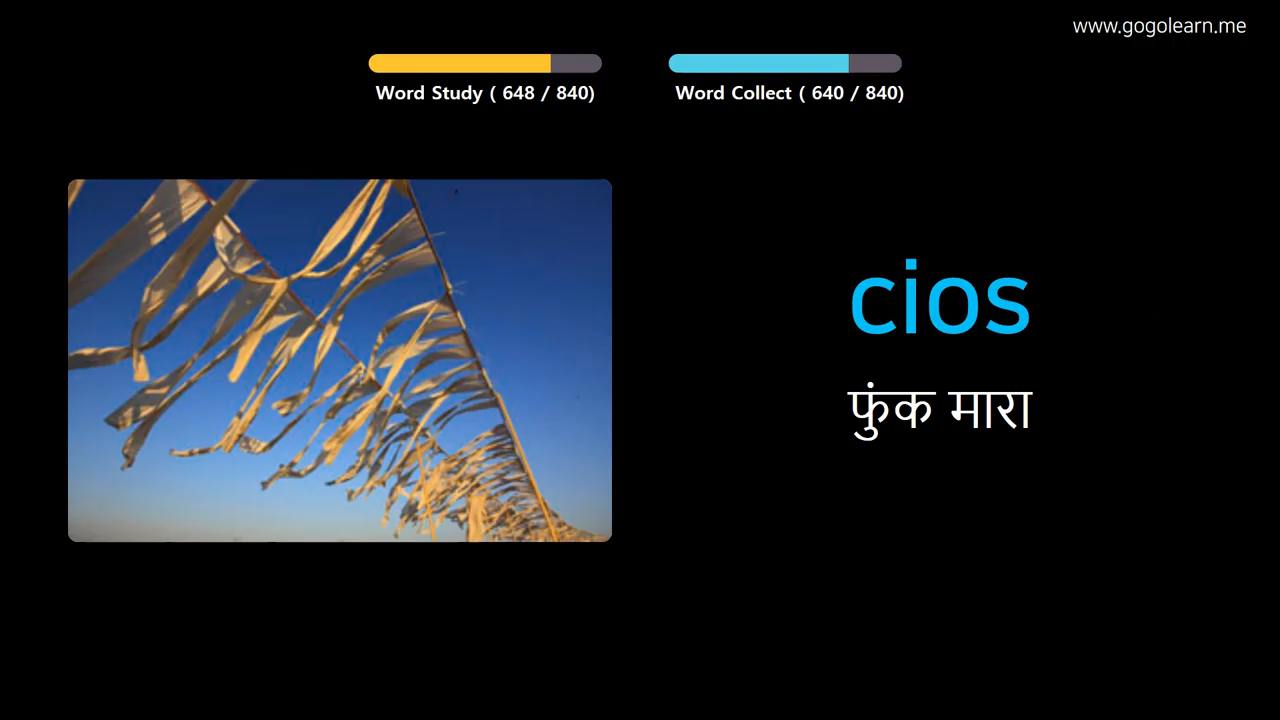 www.gogolearn.me
Word Study ( 648 / 840)
Word Collect ( 640 / 840)
cios
फुंक मारा